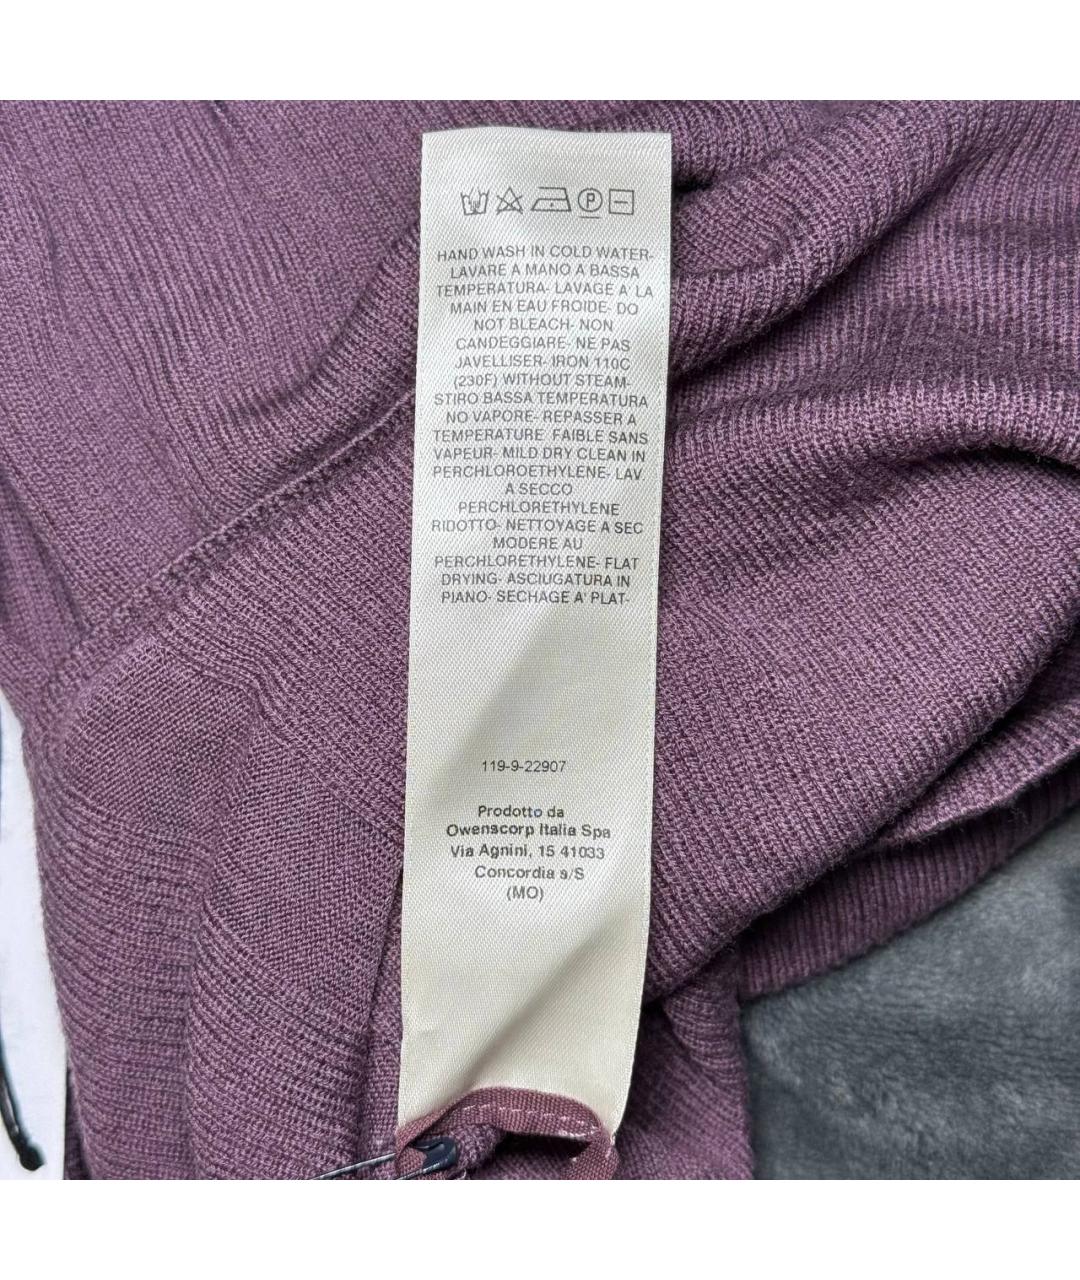 P
HAND WASH IN COLD WATER-
LAVARE A MANO A BASSA
TEMPERATURA- LAVAGE A' LA
MAIN EN EAU FROIDE- DO
NOT BLEACH- NON
CANDEGGIARE- NE PAS
JAVELLISER- IRON 110C
(230F) WITHOUT STEAM-
STIRO BASSA TEMPERATURA
NO VAPORE- REPASSER A
TEMPERATURE FAIBLE SANS
VAPEUR- MILD DRY CLEAN IN
PERCHLOROETHYLENE- LAV
A SECCO
PERCHLORETHYLENE
RIDOTTO- NETTOYAGE A SEC
MODERE AU
PERCHLORETHYLENE- FLAT
DRYING- ASCIUGATURA IN
PIANO- SECHAGE A' PLAT-
119-9-22907
Prodotto da
Owenscorp Italia Spa
Via Agnini, 15 41033
Concordia s/S
(MO)